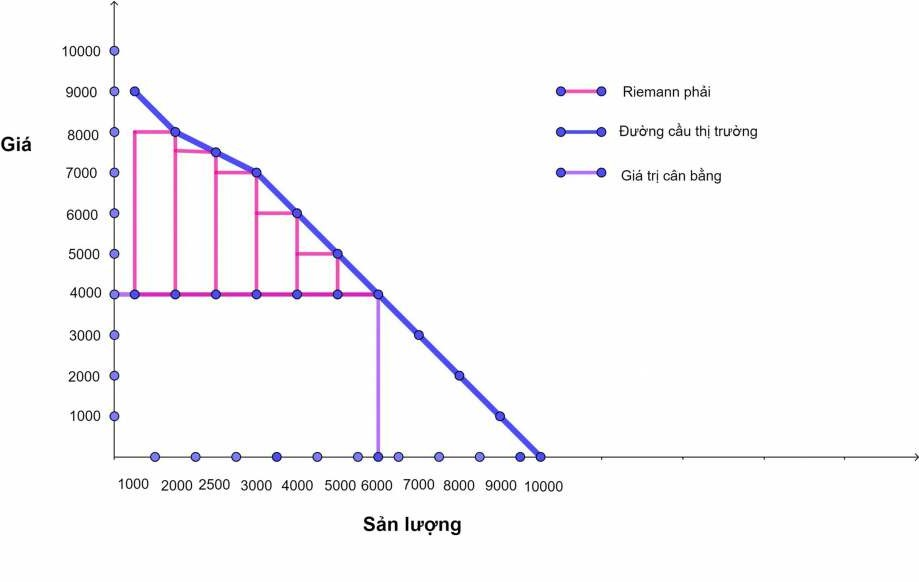 10000
9000
8000
7000
6000
5000
4000
3000
2000
1000
Giá
Riemann phải
Đường cầu thị trường
Giá trị cân bằng
1000 2000 2500 3000 4000 5000 6000 7000 8000 9000 10000
Sản lượng